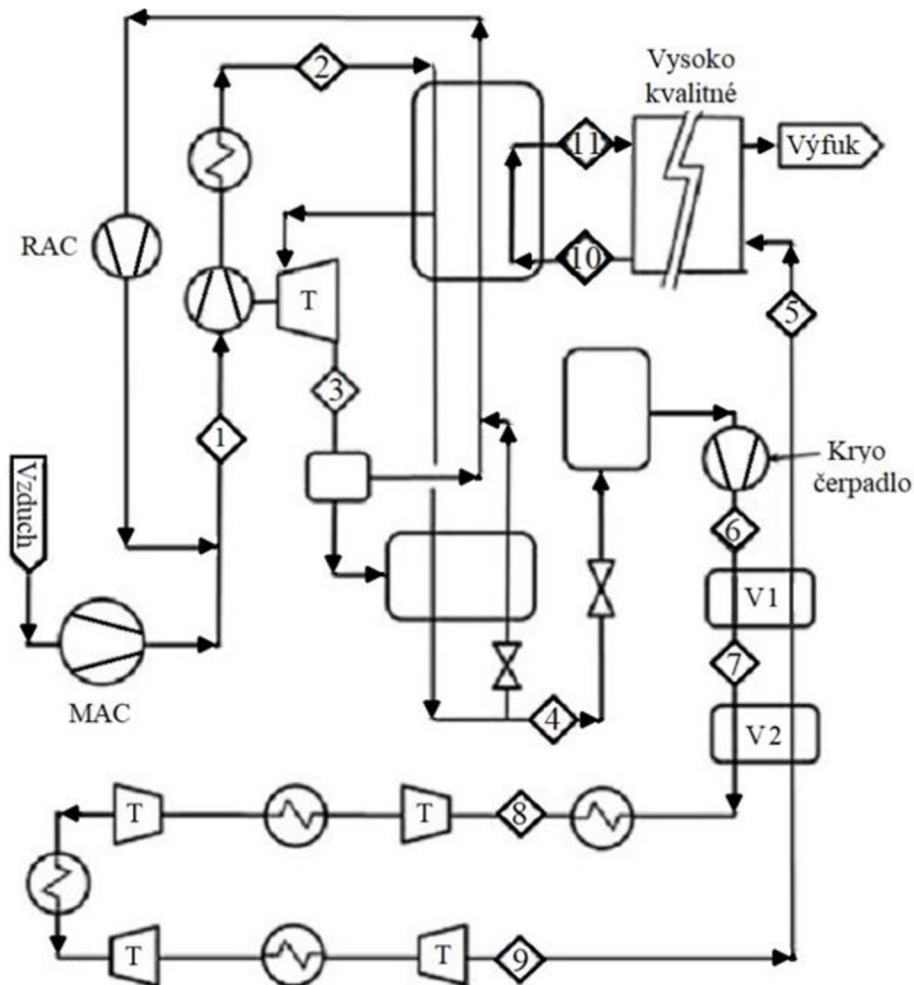 2
Vysoko
kvalitné
11
Výfuk
RAC
T
10
5
3
1
Vzduch
Kryo
čerpadlo
6
V1
MAC
7
4
V2
T
T
8
T
T
9